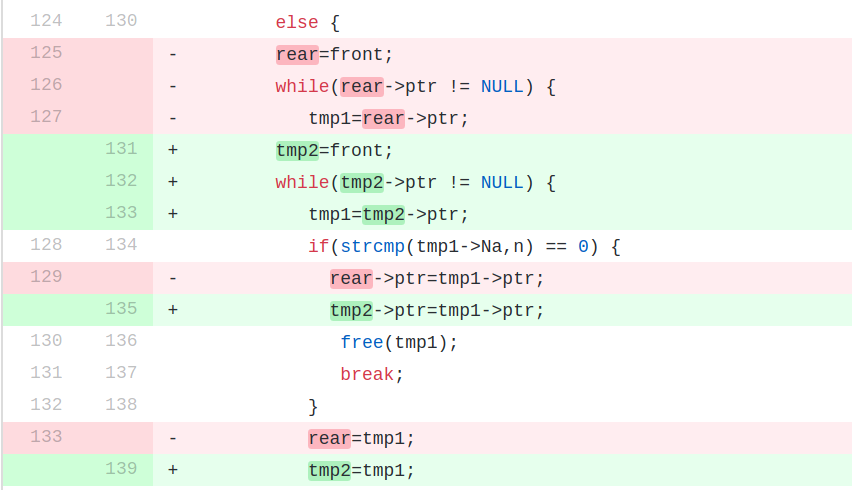 124 130 else {
125 - rear=front;
126 - while(rear->ptr != NULL) {
127 - tmp1=rear->ptr;
131 + tmp2=front;
132 + while(tmp2->ptr != NULL) {
133 + tmp1=tmp2->ptr;
128 134 if(strcmp(tmp1->Na,n) == 0) {
129 - rear->ptr=tmp1->ptr;
135 + tmp2->ptr=tmp1->ptr;
130 136 free(tmp1);
131 137 break;
132 138 }
133 - rear=tmp1;
139 + tmp2=tmp1;